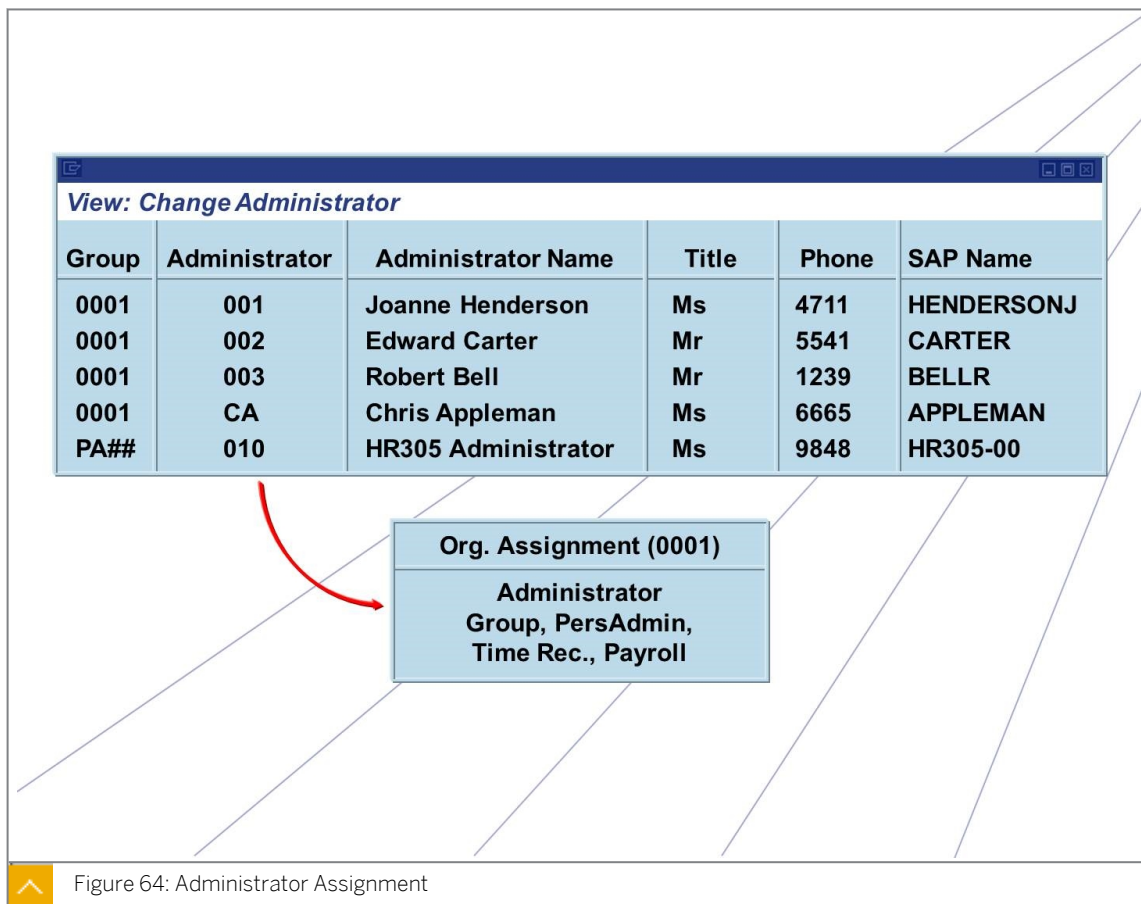 View: Change Administrator
Group Administrator Administrator Name Title Phone SAP Name
0001 001 Joanne Henderson Ms 4711 HENDERSONJ
0001 002 Edward Carter Mr 5541 CARTER
0001 003 Robert Bell Mr 1239 BELLR
0001 CA Chris Appleman Ms 6665 APPLEMAN
PA## 010 HR305 Administrator Ms 9848 HR305-00
Org. Assignment (0001)
Administrator
Group, PersAdmin,
Time Rec., Payroll
Figure 64: Administrator Assignment